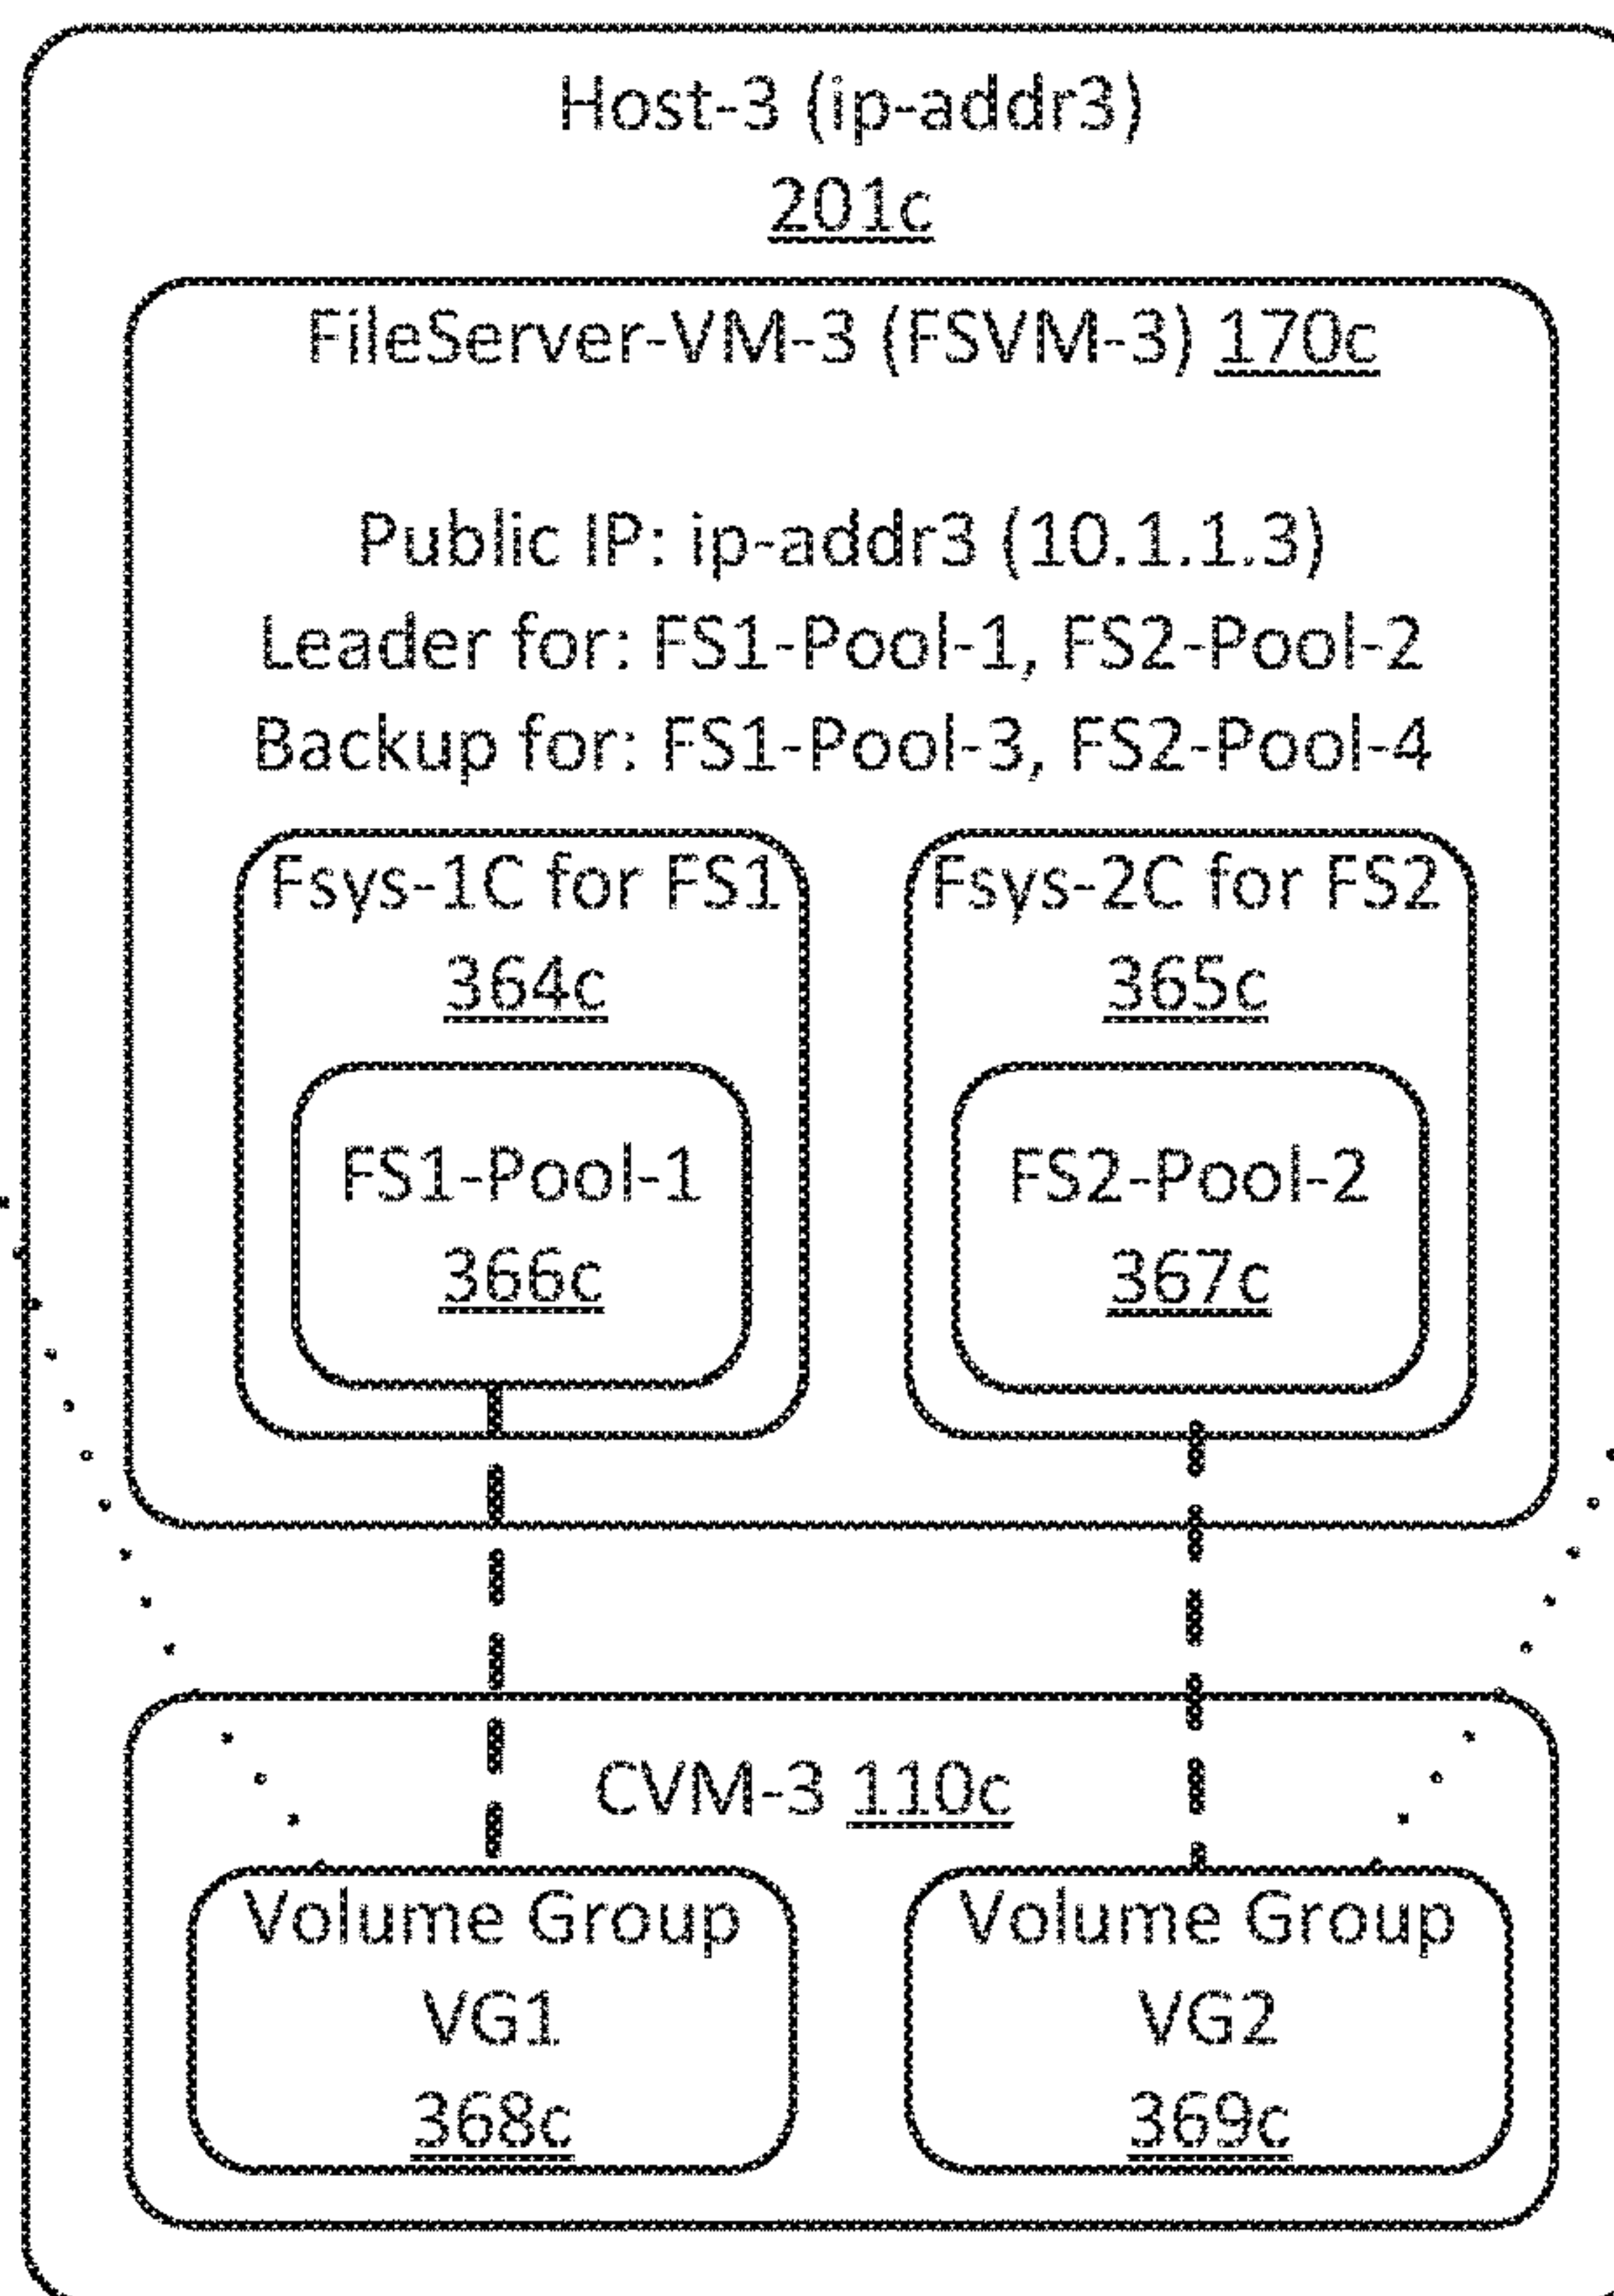 Host-3 (ip-addr3)
201c
FileServer-VM-3 (FSVM-3) 170c
Public IP: ip-addr3 (10.1.1.3)
Leader for: FS1-Pool-1, FS2-Pool-2
Backup for: FS1-Pool-3, FS2-Pool-4
Fsys-1C for FS1
364c
FS1-Pool-1
366c
Fsys-2C for FS2
365c
FS2-Pool-2
367c
CVM-3 110c
Volume Group
VG1
368c
Volume Group
VG2
369c